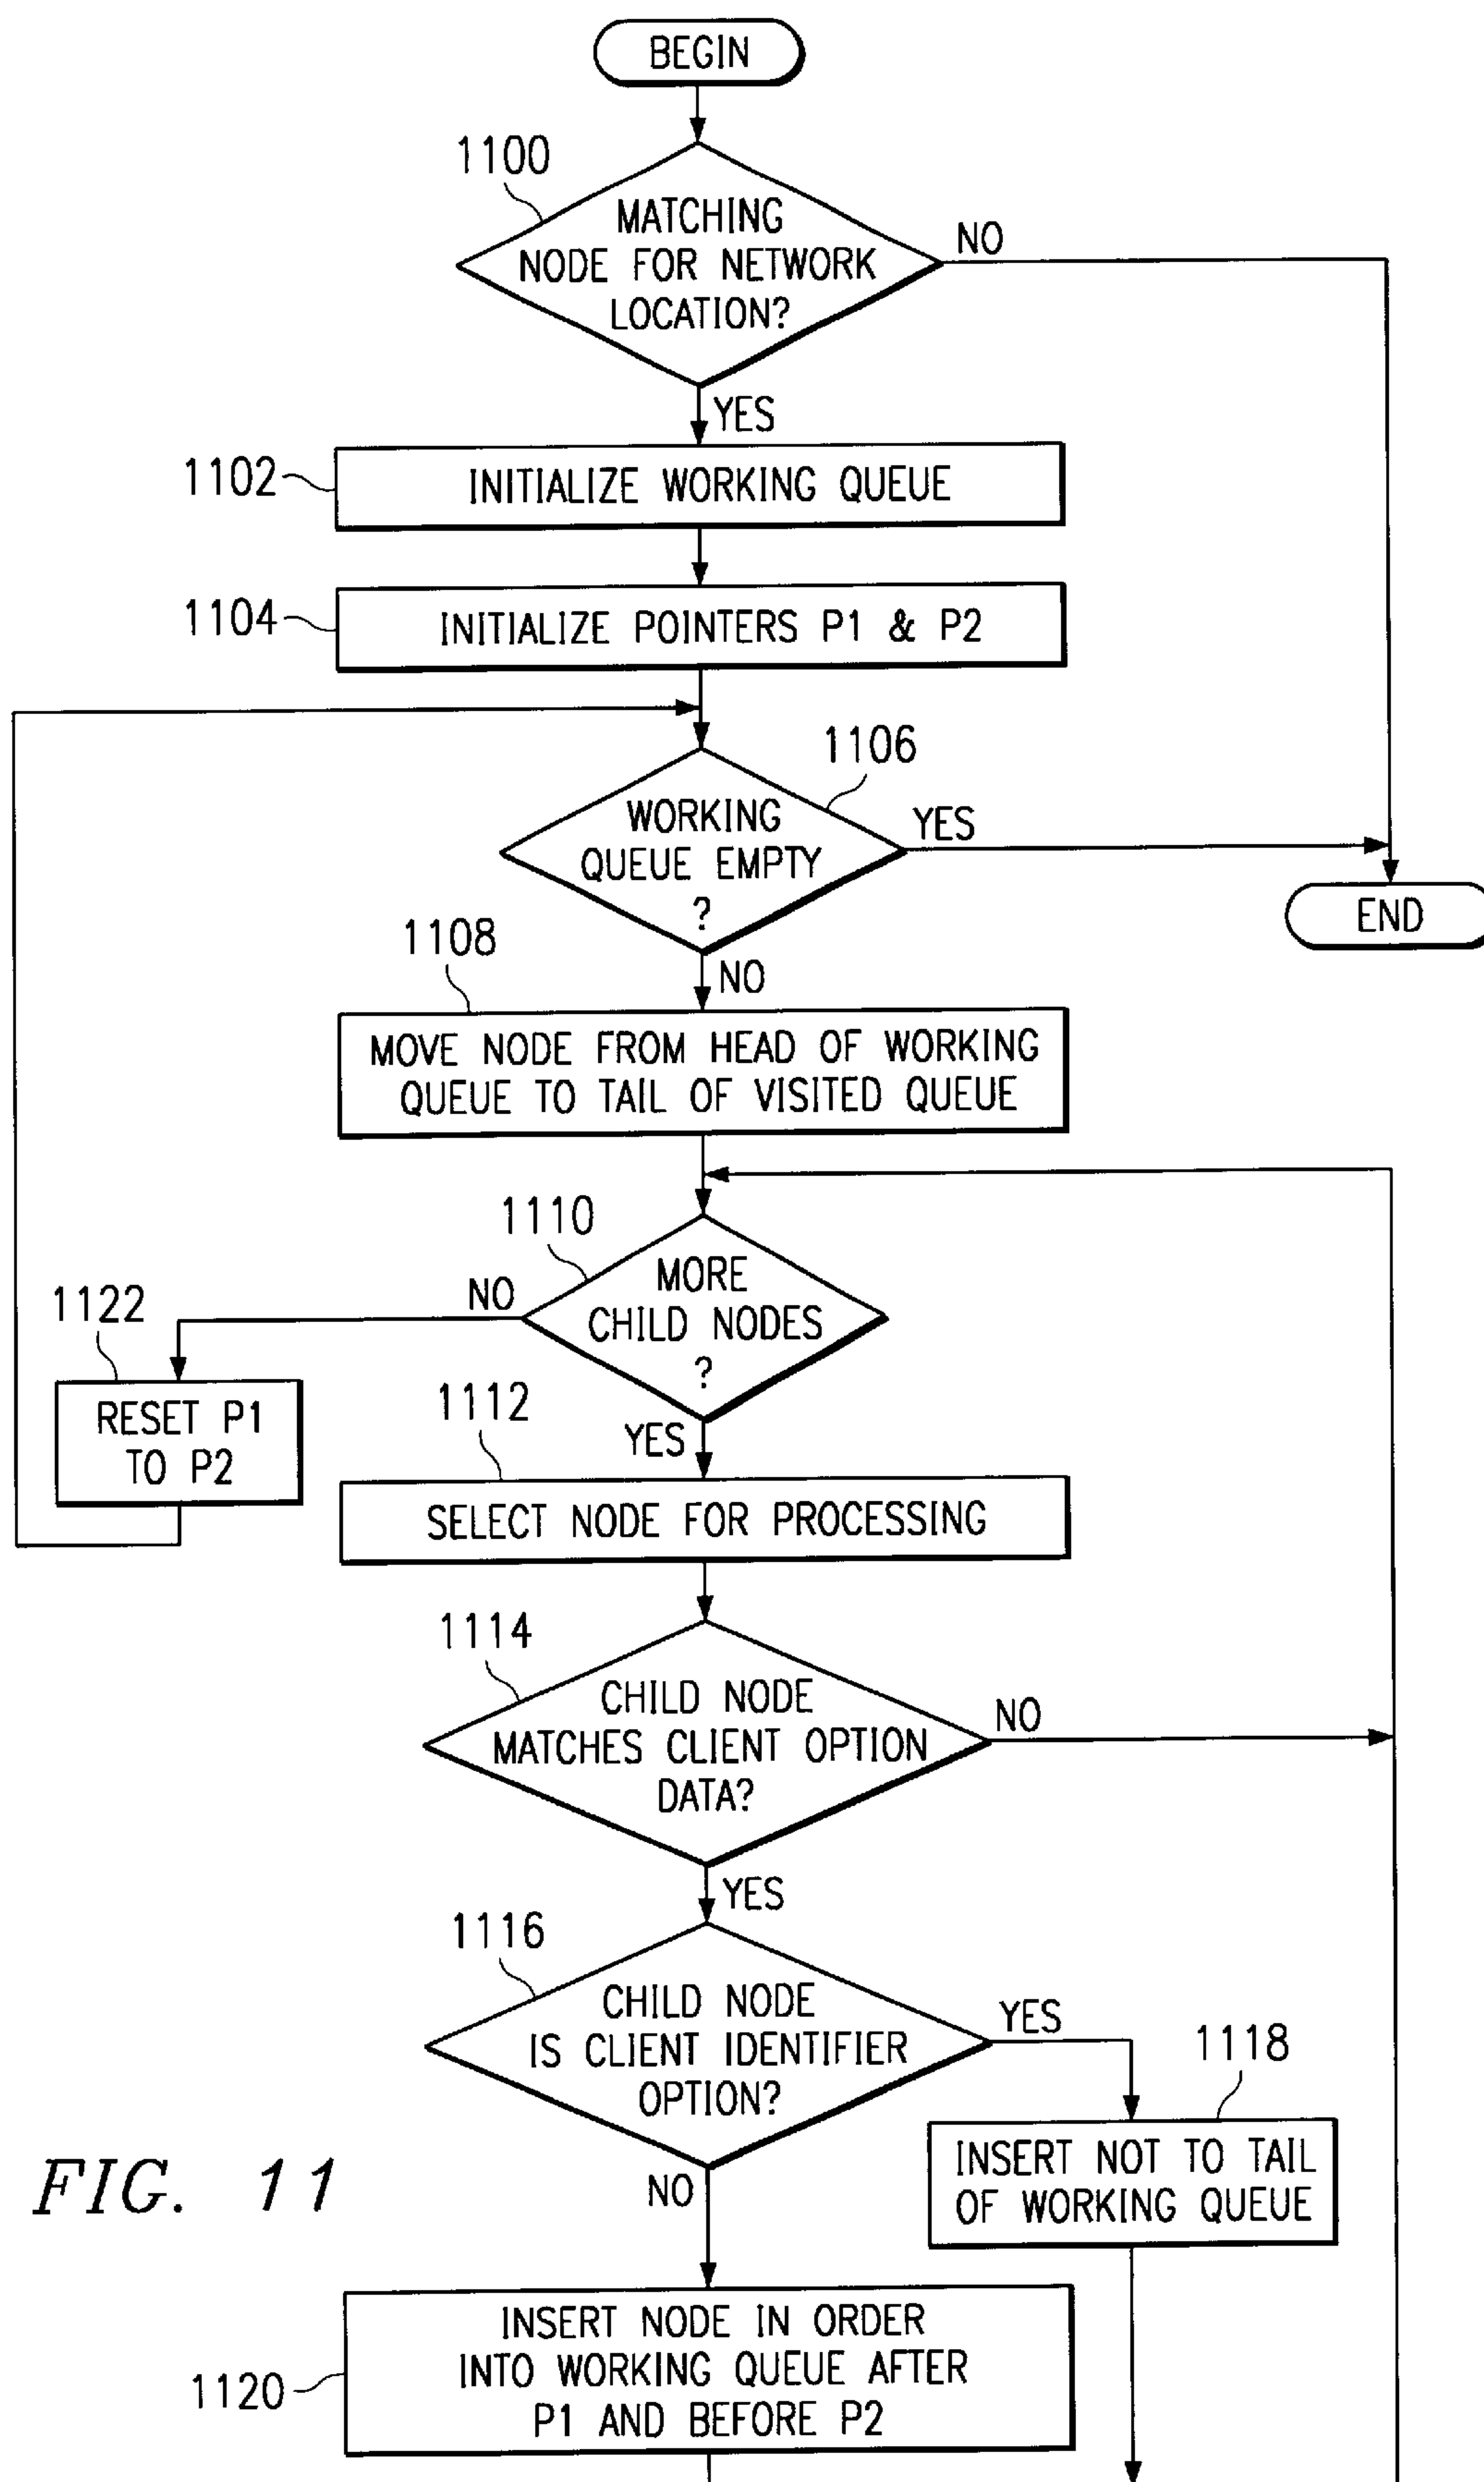 BEGIN
1100
MATCHING
NODE FOR NETWORK
LOCATION?
NO
YES
1102
INITIALIZE WORKING QUEUE
1104
INITIALIZE POINTERS P1 & P2
1106
WORKING
QUEUE EMPTY
?
YES
END
1108
NO
MOVE NODE FROM HEAD OF WORKING
QUEUE TO TAIL OF VISITED QUEUE
1110
MORE
CHILD NODES
?
NO
1122
RESET P1
TO P2
YES
1112
SELECT NODE FOR PROCESSING
1114
CHILD NODE
MATCHES CLIENT OPTION
DATA?
NO
YES
1116
CHILD NODE
IS CLIENT IDENTIFIER
OPTION?
YES
1118
INSERT NOT TO TAIL
OF WORKING QUEUE
NO
FIG. 11
1120
INSERT NODE IN ORDER
INTO WORKING QUEUE AFTER
P1 AND BEFORE P2